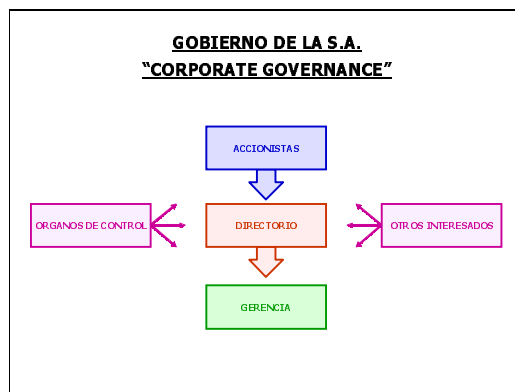 GOBIERNO DE LA S.A.
“CORPORATE GOVERNANCE”
ACCIONISTAS
ORGANOS DE CONTROL
DIRECTORIO
OTROS INTERESADOS
GERENCIA